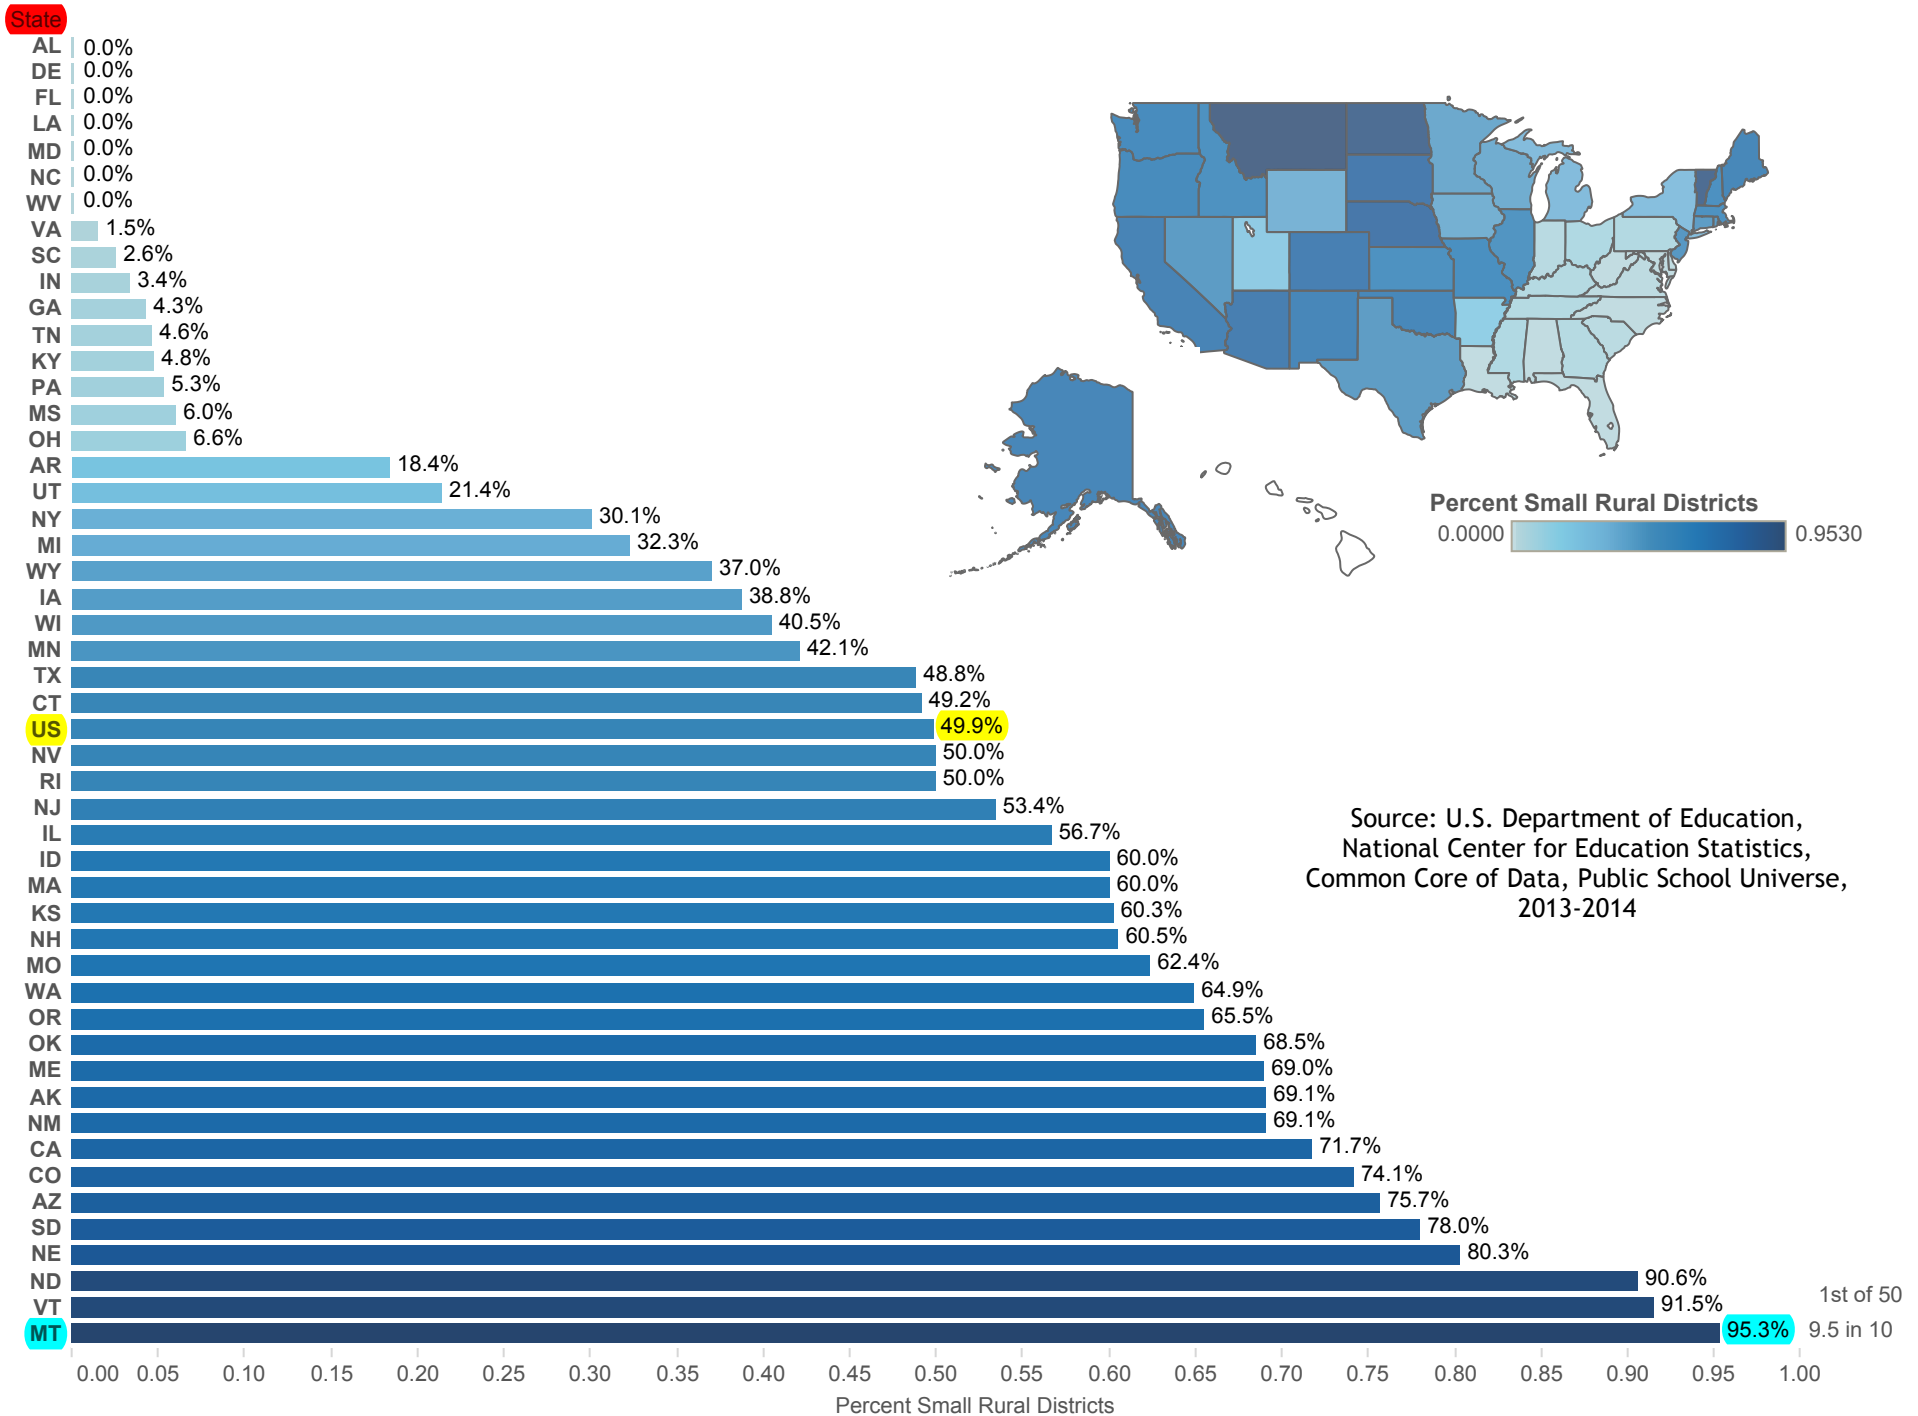 State
AL 0.0%
DE 0.0%
FL 0.0%
LA 0.0%
MD 0.0%
NC 0.0%
WV 0.0%
VA 1.5%
SC 2.6%
IN 3.4%
GA 4.3%
TN 4.6%
KY 4.8%
PA 5.3%
MS 6.0%
OH 6.6%
AR 18.4%
UT 21.4%
NY 30.1%
MI 32.3%
WY 37.0%
IA 38.8%
WI 40.5%
MN 42.1%
TX 48.8%
CT 49.2%
US 49.9%
NV 50.0%
RI 50.0%
NJ 53.4%
IL 56.7%
ID 60.0%
MA 60.0%
KS 60.3%
NH 60.5%
MO 62.4%
WA 64.9%
OR 65.5%
OK 68.5%
ME 69.0%
AK 69.1%
NM 69.1%
CA 71.7%
CO 74.1%
AZ 75.7%
SD 78.0%
NE 80.3%
ND 90.6%
VT 91.5%
1st of 50
MT 95.3% 9.5 in 10
0.00 0.05 0.10 0.15 0.20 0.25 0.30 0.35 0.40 0.45 0.50 0.55 0.60 0.65 0.70 0.75 0.80 0.85 0.90 0.95 1.00
Percent Small Rural Districts
Percent Small Rural Districts
0.0000 0.9530
Source: U.S. Department of Education,
National Center for Education Statistics,
Common Core of Data, Public School Universe,
2013-2014